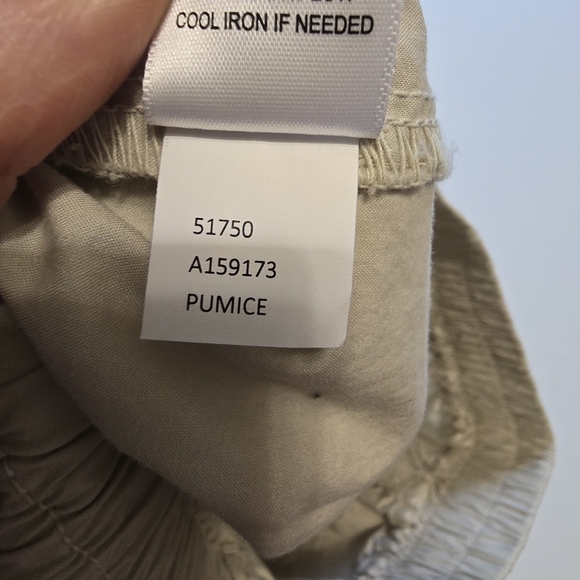 COOL IRON IF NEEDED
51750
A159173
PUMICE